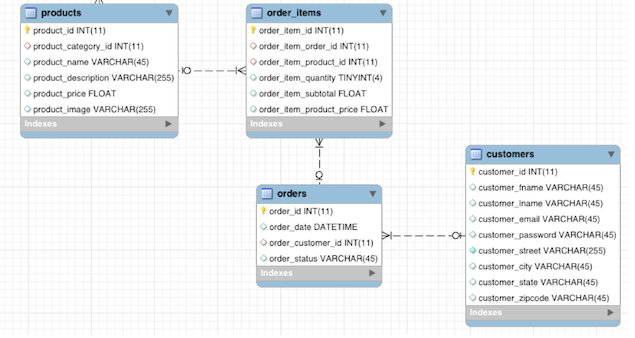 products
product_id INT(11)
product_category_id INT(11)
product_name VARCHAR(45)
product_description VARCHAR(255)
product_price FLOAT
product_image VARCHAR(255)
Indexes
order_items
order_item_id INT(11)
order_item_order_id INT(11)
order_item_product_id INT(11)
order_item_quantity TINYINT(4)
order_item_subtotal FLOAT
order_item_product_price FLOAT
Indexes
orders
order_id INT(11)
order_date DATETIME
order_customer_id INT(11)
order_status VARCHAR(45)
Indexes
customers
customer_id INT(11)
customer_fname VARCHAR(45)
customer_lname VARCHAR(45)
customer_email VARCHAR(45)
customer_password VARCHAR(45)
customer_street VARCHAR(255)
customer_city VARCHAR(45)
customer_state VARCHAR(45)
customer_zipcode VARCHAR(45)
Indexes